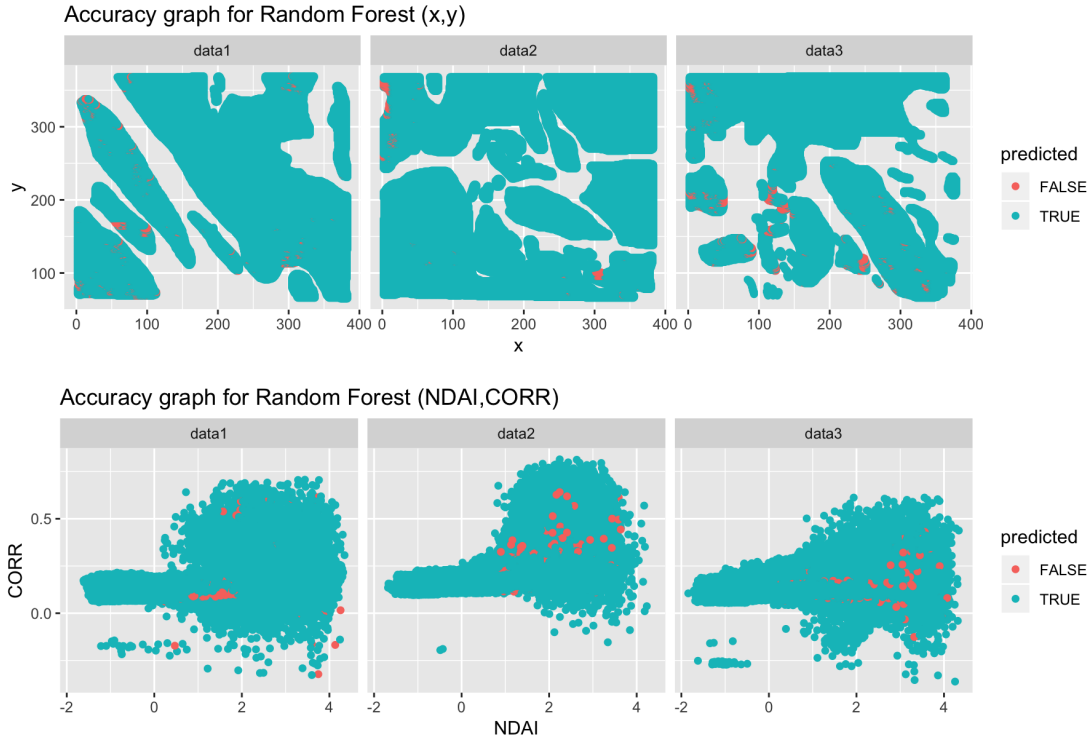 Accuracy graph for Random Forest (x,y)
data1 data2 data3
300
200
100
y
0 100 200 300 400 0 100 200 300 400 0 100 200 300 400
x
predicted
FALSE
TRUE
Accuracy graph for Random Forest (NDAI,CORR)
data1 data2 data3
0.5
0.0
CORR
-2 0 2 4 -2 0 2 4 -2 0 2 4
NDAI
predicted
FALSE
TRUE